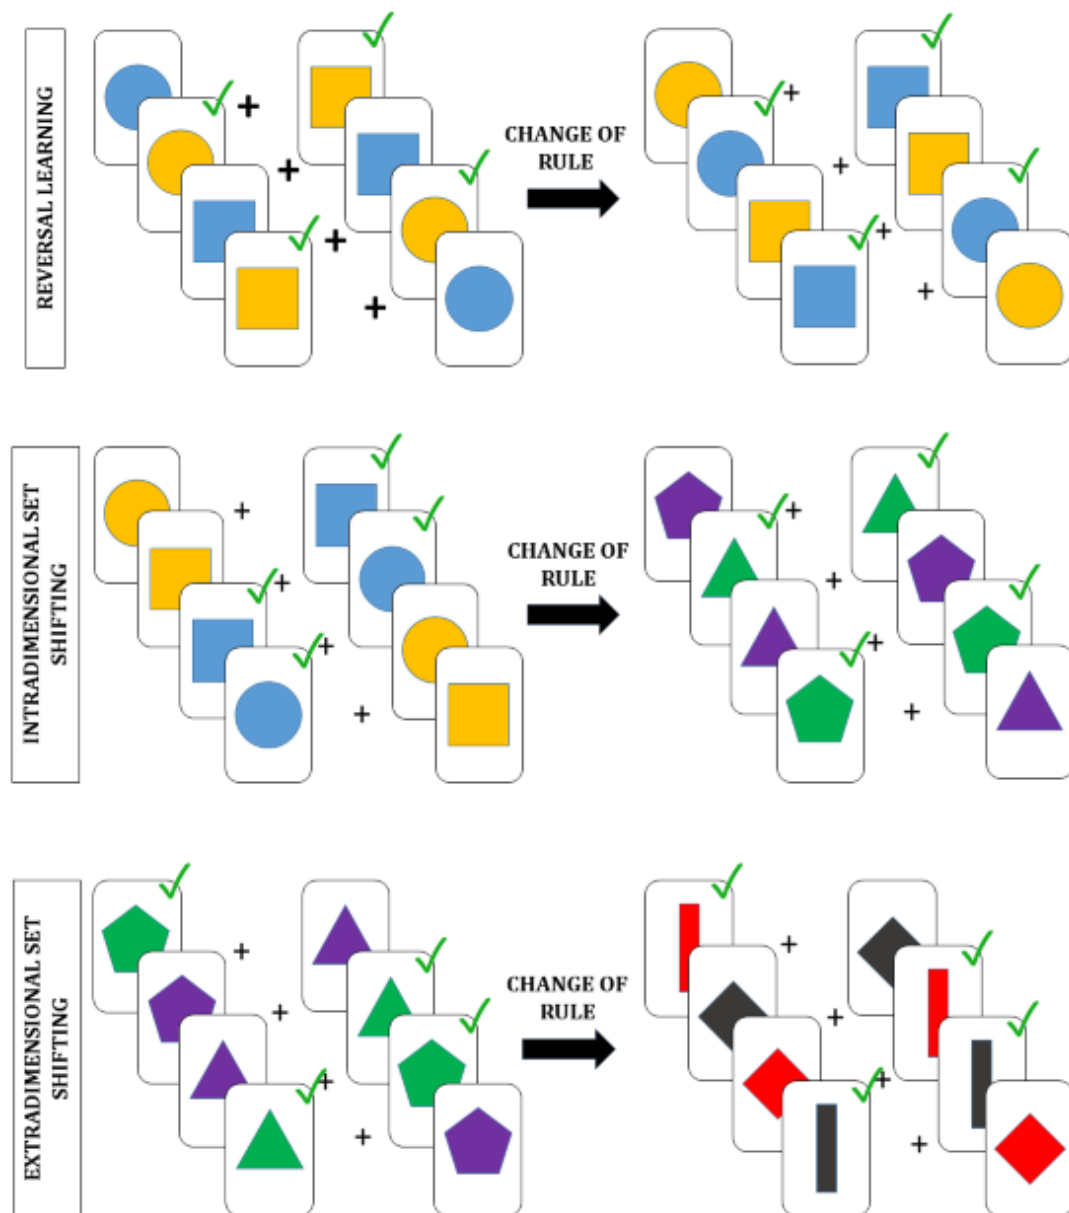 REVERSAL LEARNING
CHANGE OF
RULE
INTRADIMENSIONAL SET
SHIFTING
CHANGE OF
RULE
EXTRADIMENSIONAL SET
SHIFTING
CHANGE OF
RULE